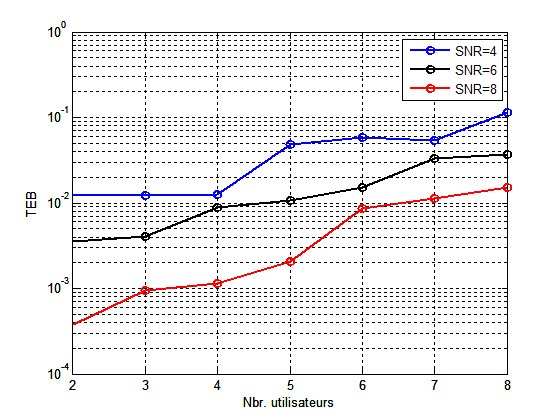 10^0
SNR=4
SNR=6
SNR=8
10^-1
10^-2
10^-3
10^-4
TEB
2 3 4 5 6 7 8
Nbr. utilisateurs